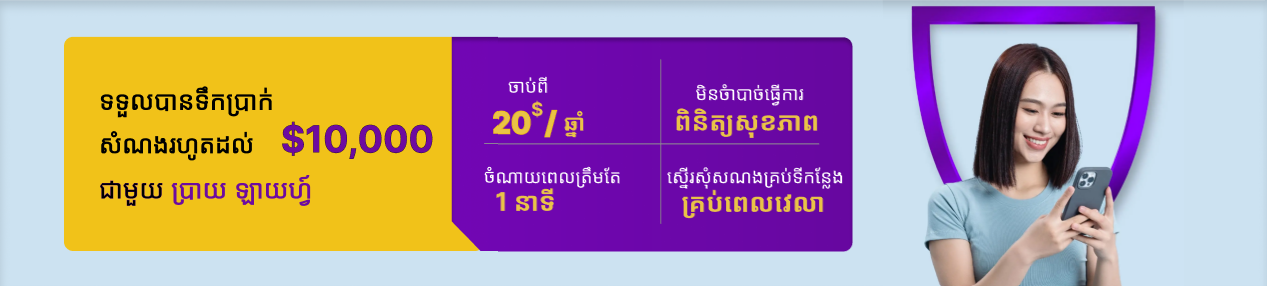 ទទួលបានទឹកប្រាក់
សំណងរហូតដល់ $10,000
ជាមួយ ប្រាយ ឡាយហ្វ៍
ចាប់ពី
20$/ ឆ្នាំ
មិនចំាបាច់ធ្វើការ
ពិនិត្យសុខភាព
ចំណាយពេលត្រឹមតែ
1 នាទី
ស្នើរសុំសណងគ្រប់ទីកន្លែង
គ្រប់ពេលវេលា